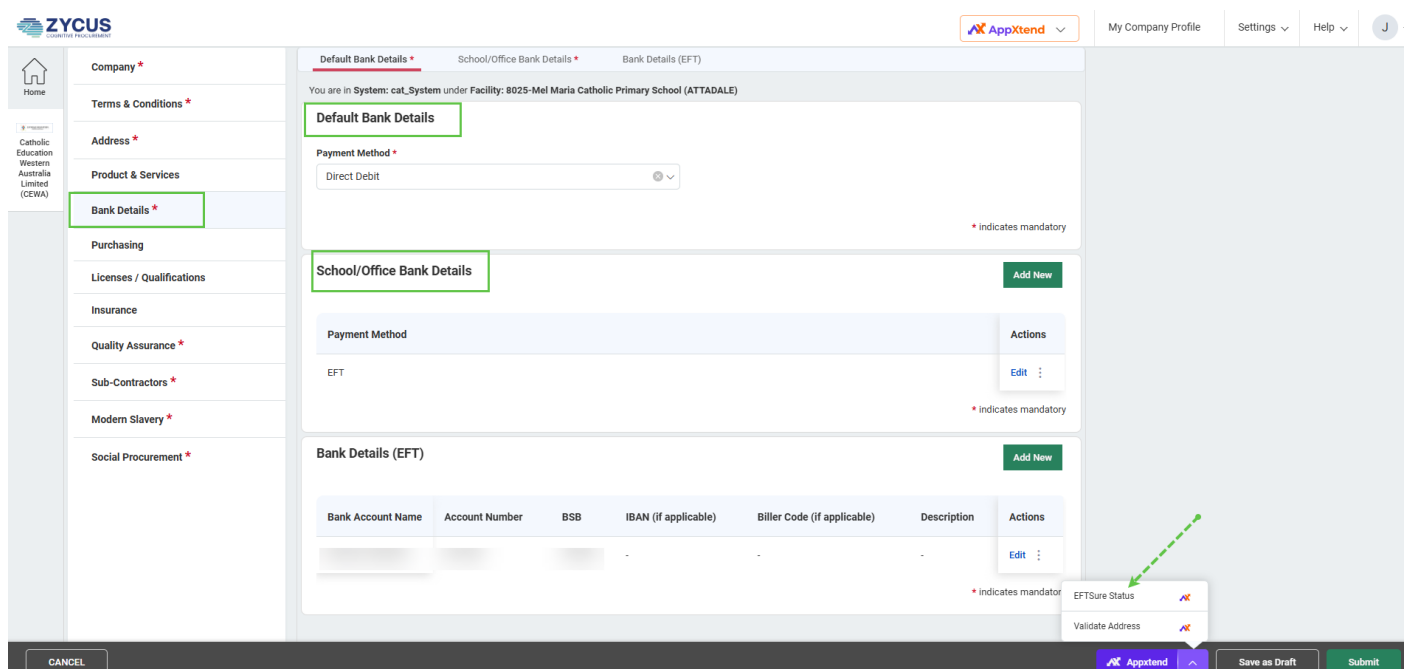 ZYCUS
COGNITIVE PROCUREMENT
AppXtend
My Company Profile
Settings
Help
J
Home
Catholic
Education
Western
Australia
Limited
(CEWA)
Company *
Terms & Conditions *
Address *
Product & Services
Bank Details *
Purchasing
Licenses / Qualifications
Insurance
Quality Assurance *
Sub-Contractors *
Modern Slavery *
Social Procurement *
Default Bank Details * School/Office Bank Details * Bank Details (EFT)
You are in System: cat_System under Facility: 8025-Mel Maria Catholic Primary School (ATTADALE)
Default Bank Details
Payment Method *
Direct Debit
* indicates mandatory
School/Office Bank Details
Add New
Payment Method Actions
EFT Edit
* indicates mandatory
Bank Details (EFT)
Add New
Bank Account Name Account Number BSB IBAN (if applicable) Biller Code (if applicable) Description Actions
- - - Edit
* indicates mandator
EFTSure Status
Validate Address
CANCEL
Appxtend
Save as Draft
Submit